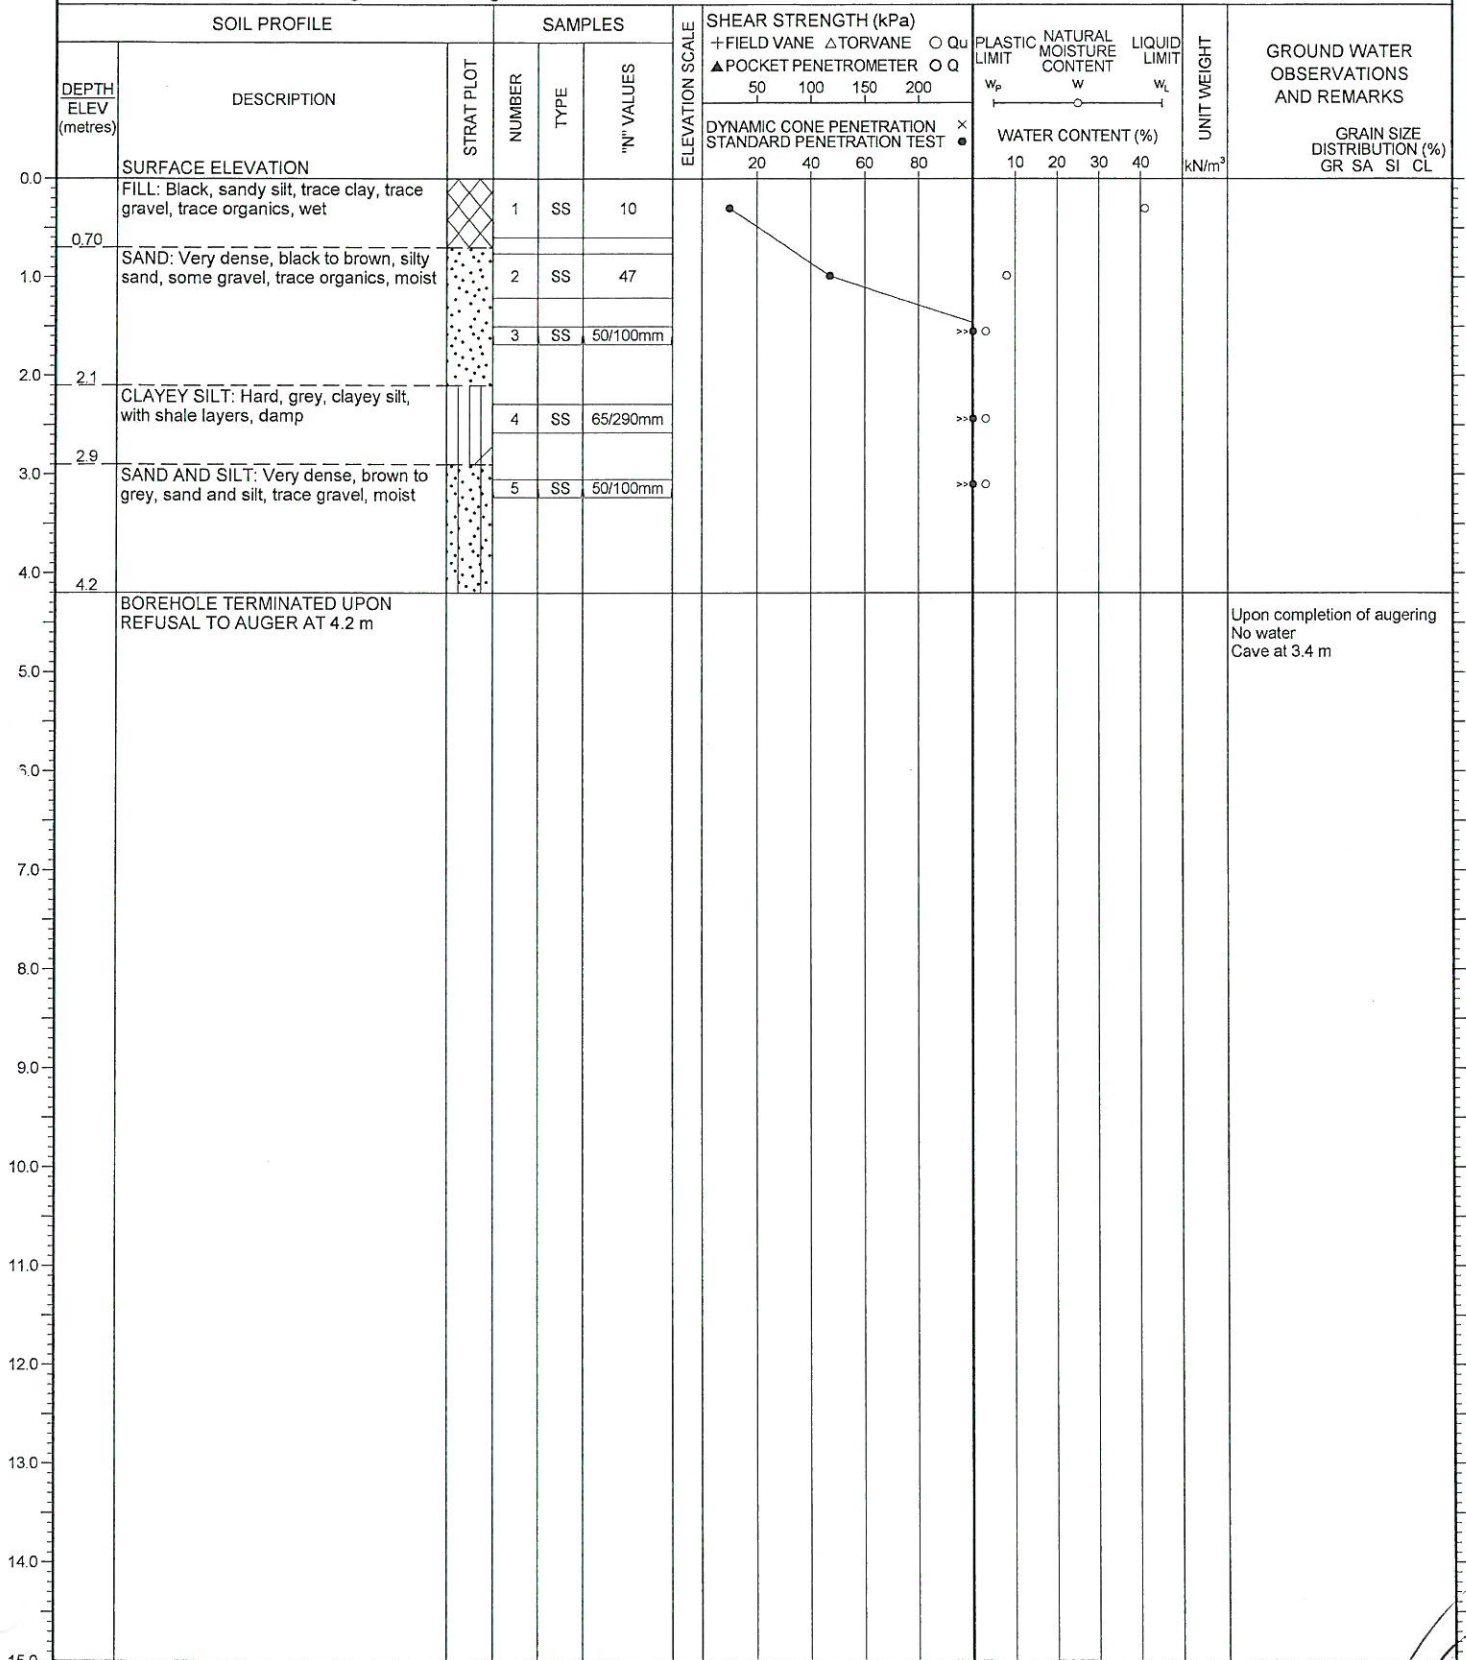 SOIL PROFILE
SAMPLES
DEPTH
ELEV
(metres)
DESCRIPTION
SURFACE ELEVATION
STRAT PLOT
NUMBER
TYPE
"N" VALUES
ELEVATION SCALE
SHEAR STRENGTH (kPa)
+FIELD VANE △TORVANE ○ Qu
▲POCKET PENETROMETER ○ Q
50 100 150 200
DYNAMIC CONE PENETRATION ×
STANDARD PENETRATION TEST ●
20 40 60 80
PLASTIC LIMIT
NATURAL MOISTURE CONTENT
LIQUID LIMIT
WP W WL
WATER CONTENT (%)
10 20 30 40
UNIT WEIGHT
kN/m³
GROUND WATER
OBSERVATIONS
AND REMARKS
GRAIN SIZE
DISTRIBUTION (%)
GR SA SI CL
0.0
FILL: Black, sandy silt, trace clay, trace
gravel, trace organics, wet
1 SS 10
0.70
SAND: Very dense, black to brown, silty
sand, some gravel, trace organics, moist
1.0
2 SS 47
3 SS 50/100mm
>>
2.0
2.1
CLAYEY SILT: Hard, grey, clayey silt,
with shale layers, damp
4 SS 65/290mm
>>
2.9
3.0
SAND AND SILT: Very dense, brown to
grey, sand and silt, trace gravel, moist
5 SS 50/100mm
>>
4.0
4.2
BOREHOLE TERMINATED UPON
REFUSAL TO AUGER AT 4.2 m
Upon completion of augering
No water
Cave at 3.4 m
5.0
6.0
7.0
8.0
9.0
10.0
11.0
12.0
13.0
14.0
15.0